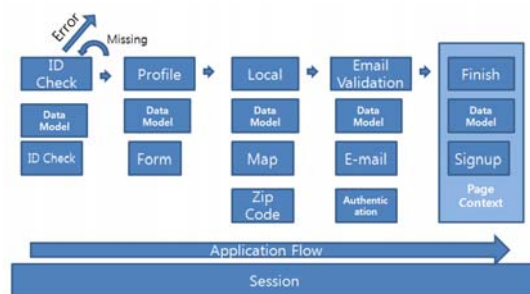 Error
Missing
ID
Check
Profile
Local
Email
Validation
Finish
Data
Model
Data
Model
Data
Model
Data
Model
Data
Model
ID Check
Form
Map
E-mail
Signup
Zip
Code
Authentic
ation
Page
Context
Application Flow
Session